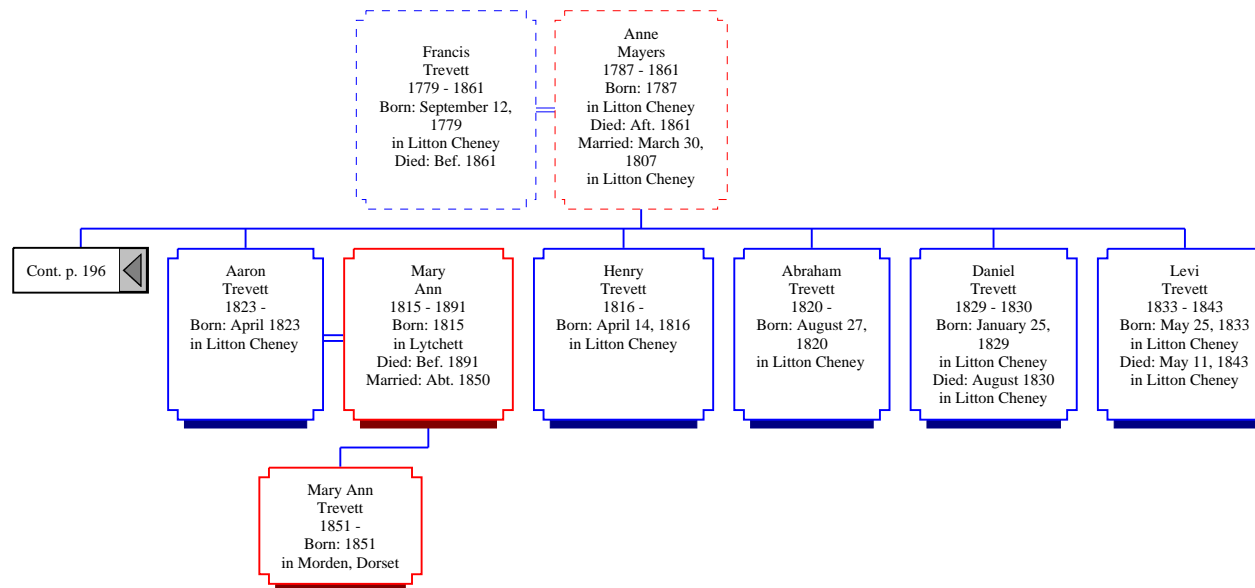 Francis
Trevett
1779 - 1861
Born: September 12,
1779
in Litton Cheney
Died: Bef. 1861
Anne
Mayers
1787 - 1861
Born: 1787
in Litton Cheney
Died: Aft. 1861
Married: March 30,
1807
in Litton Cheney
Cont. p. 196
Aaron
Trevett
1823 -
Born: April 1823
in Litton Cheney
Mary
Ann
1815 - 1891
Born: 1815
in Lytchett
Died: Bef. 1891
Married: Abt. 1850
Henry
Trevett
1816 -
Born: April 14, 1816
in Litton Cheney
Abraham
Trevett
1820 -
Born: August 27,
1820
in Litton Cheney
Daniel
Trevett
1829 - 1830
Born: January 25,
1829
in Litton Cheney
Died: August 1830
in Litton Cheney
Levi
Trevett
1833 - 1843
Born: May 25, 1833
in Litton Cheney
Died: May 11, 1843
in Litton Cheney
Mary Ann
Trevett
1851 -
Born: 1851
in Morden, Dorset